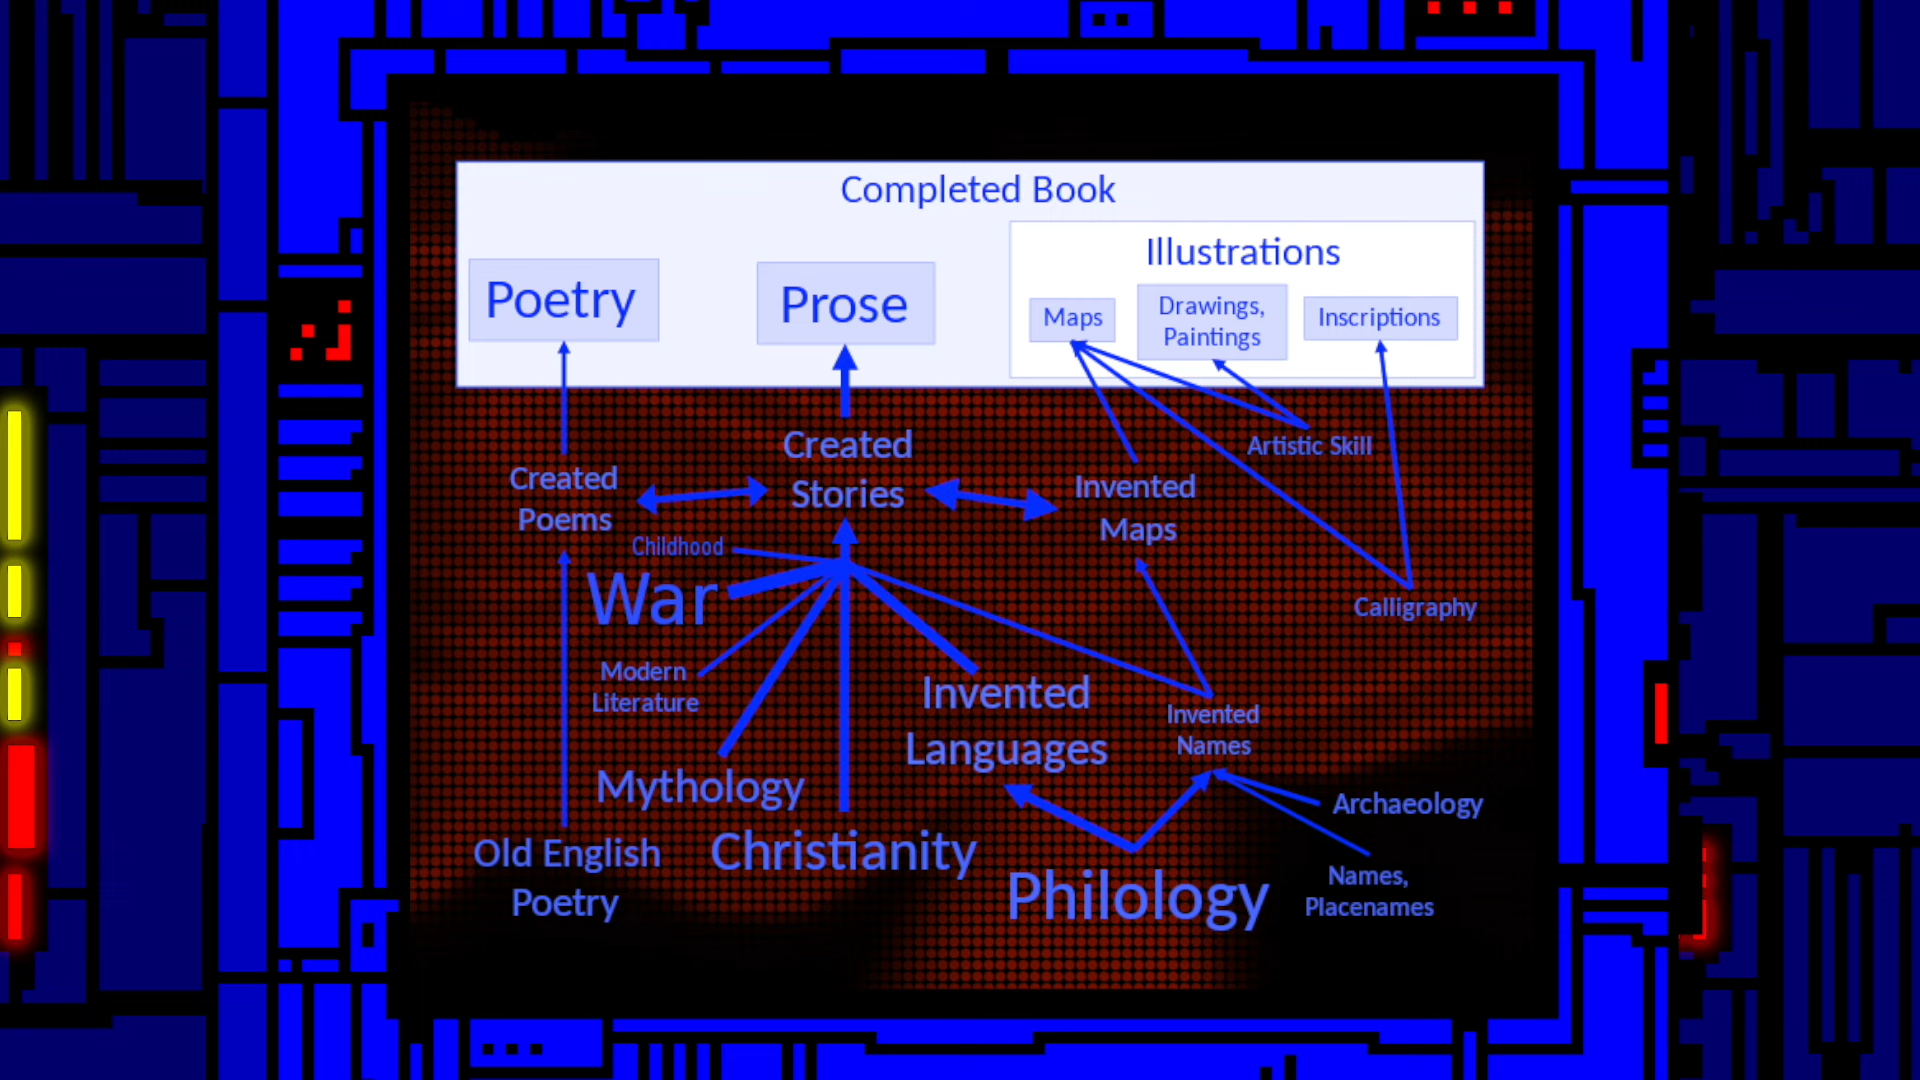 Completed Book
Illustrations
Poetry
Prose
Maps
Drawings,
Paintings
Inscriptions
Created
Stories
Artistic Skill
Created
Poems
Invented
Maps
Childhood
War
Calligraphy
Modern
Literature
Invented
Languages
Invented
Names
Mythology
Archaeology
Old English
Poetry
Christianity
Philology
Names,
Placenames